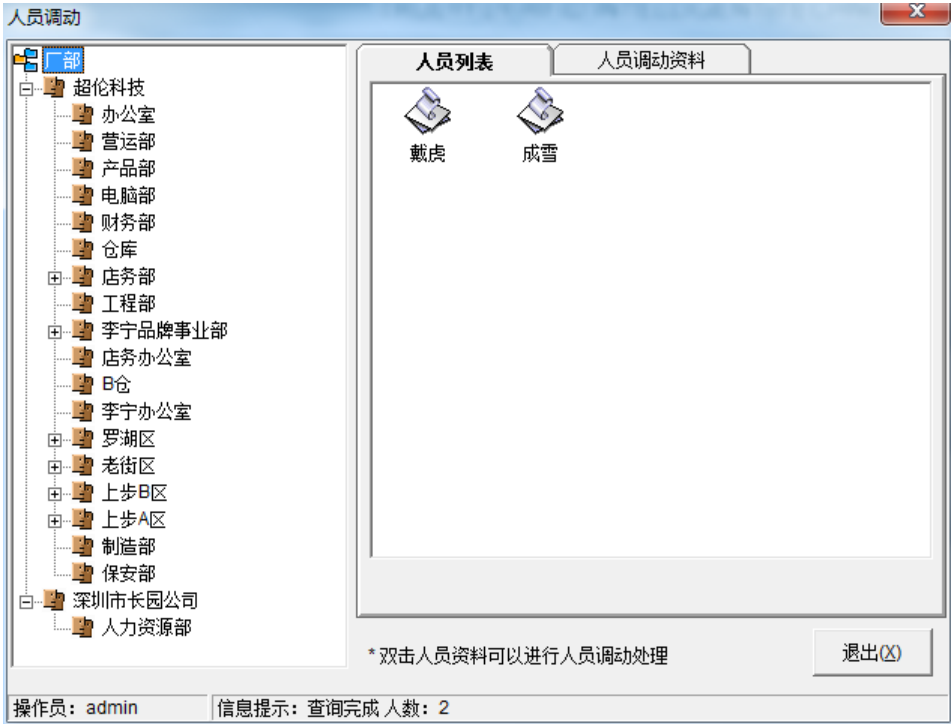 人员调动
厂部
超伦科技
办公室
营运部
产品部
电脑部
财务部
仓库
店务部
工程部
李宁品牌事业部
店务办公室
B仓
李宁办公室
罗湖区
老街区
上步B区
上步A区
制造部
保安部
深圳市长园公司
人力资源部
人员列表 人员调动资料
戴虎 成雪
*双击人员资料可以进行人员调动处理
退出(X)
操作员：admin 信息提示：查询完成 人数：2